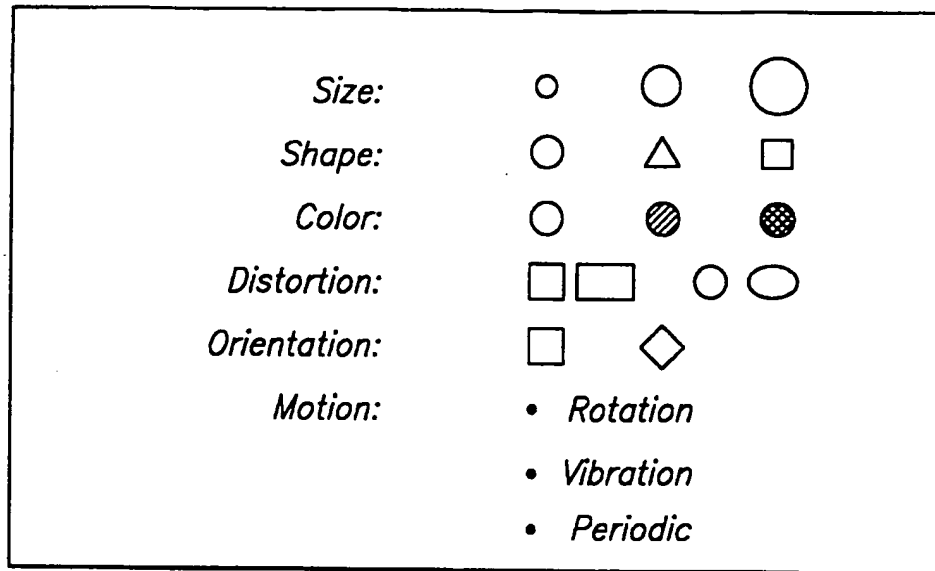 Size:
Shape:
Color:
Distortion:
Orientation:
Motion: • Rotation
• Vibration
• Periodic